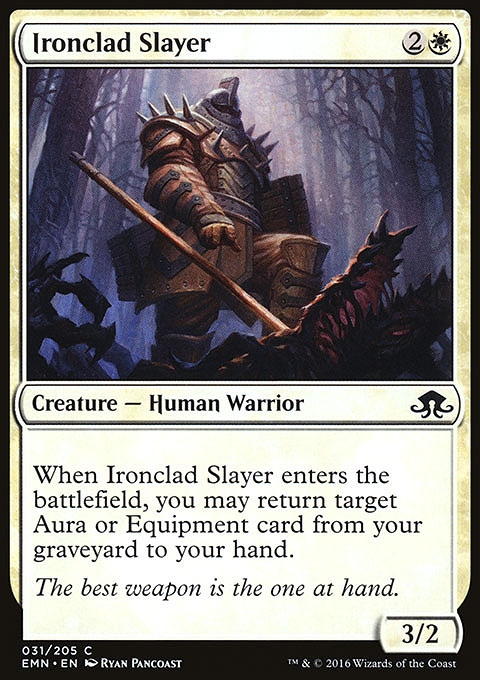 Ironclad Slayer 2
Creature — Human Warrior
When Ironclad Slayer enters the
battlefield, you may return target
Aura or Equipment card from your
graveyard to your hand.
The best weapon is the one at hand.
3/2
031/205 C
EMN • EN Ryan Pancoast
™ & © 2016 Wizards of the Coast